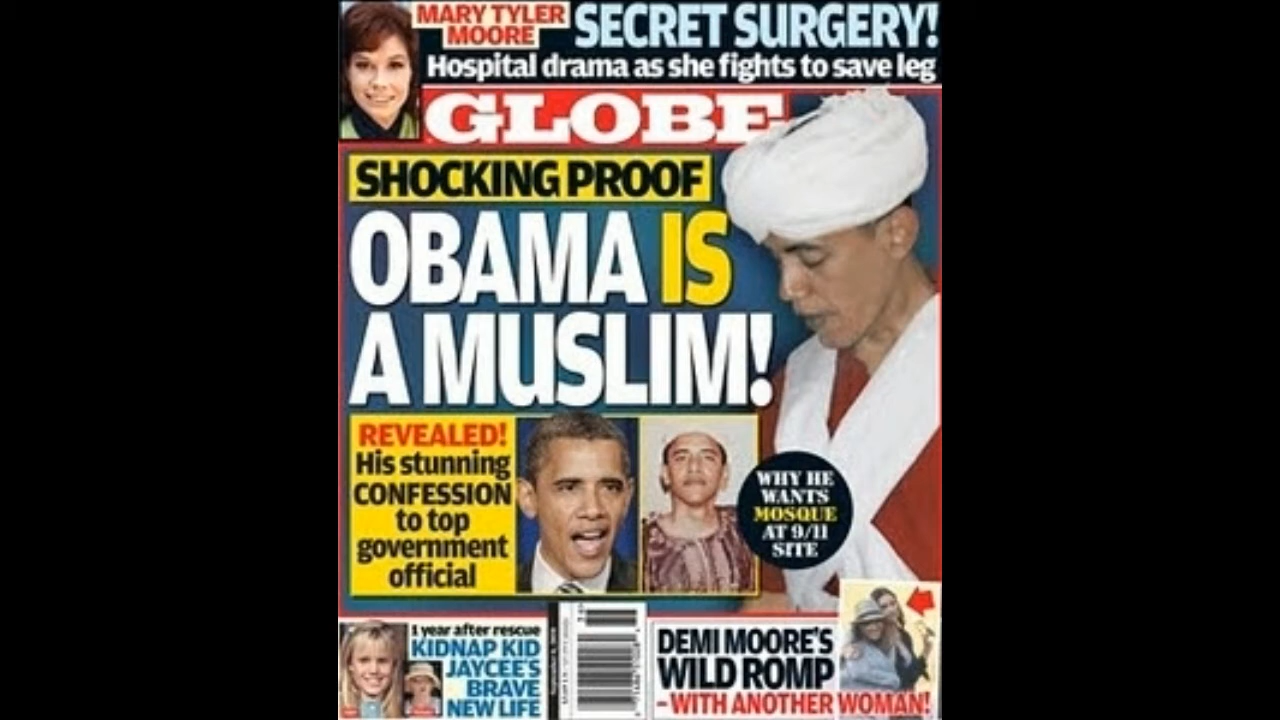 MARY TYLER
MOORE
SECRET SURGERY!
Hospital drama as she fights to save leg
GLOBE
SHOCKING PROOF
OBAMA IS
A MUSLIM!
REVEALED!
His stunning
CONFESSION
to top
government
official
WHY HE
WANTS
MOSQUE
AT 9/11
SITE
1 year after rescue
KIDNAP KID
JAYCEE'S
BRAVE
NEW LIFE
DEMI MOORE'S
WILD ROMP
-WITH ANOTHER WOMAN!